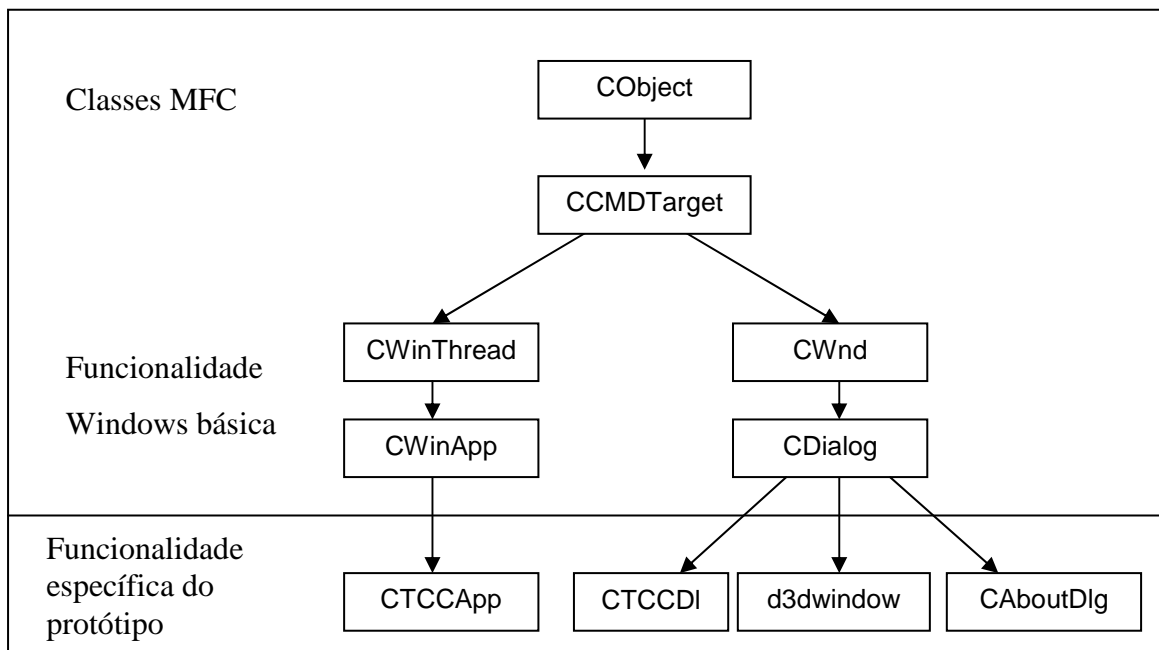 CObject
Classes MFC
CCMDTarget
CWinThread
CWnd
Funcionalidade
Windows básica
CWinApp
CDialog
Funcionalidade
específica do
protótipo
CTCCApp
CTCCDl
d3dwindow
CAboutDlg